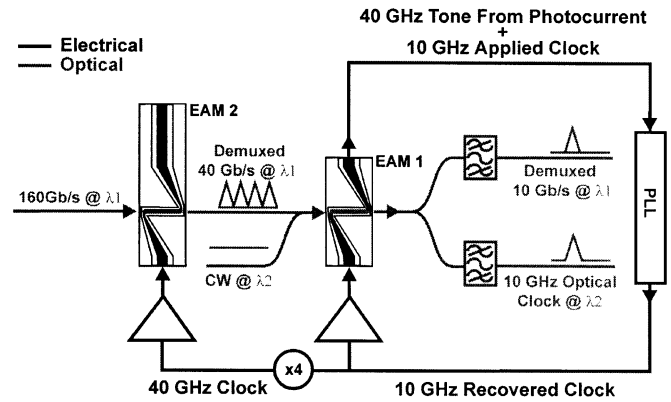 40 GHz Tone From Photocurrent
+
10 GHz Applied Clock
Electrical
Optical
EAM 2
Demuxed
40 Gb/s @ λ1
EAM 1
160Gb/s @ λ1
CW @ λ2
Demuxed
10 Gb/s @ λ1
10 GHz Optical
Clock @ λ2
PLL
x4
40 GHz Clock
10 GHz Recovered Clock